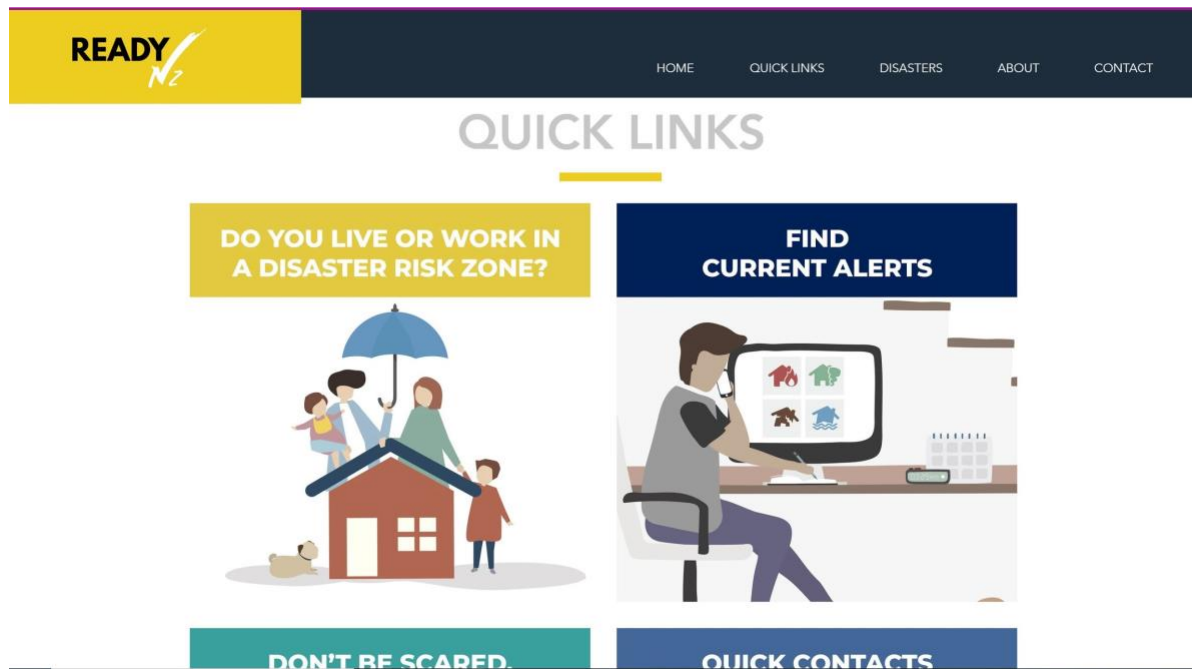 READY
NZ
HOME QUICK LINKS DISASTERS ABOUT CONTACT
QUICK LINKS
DO YOU LIVE OR WORK IN
A DISASTER RISK ZONE?
FIND
CURRENT ALERTS
DON'T BE SCARED,
QUICK CONTACTS